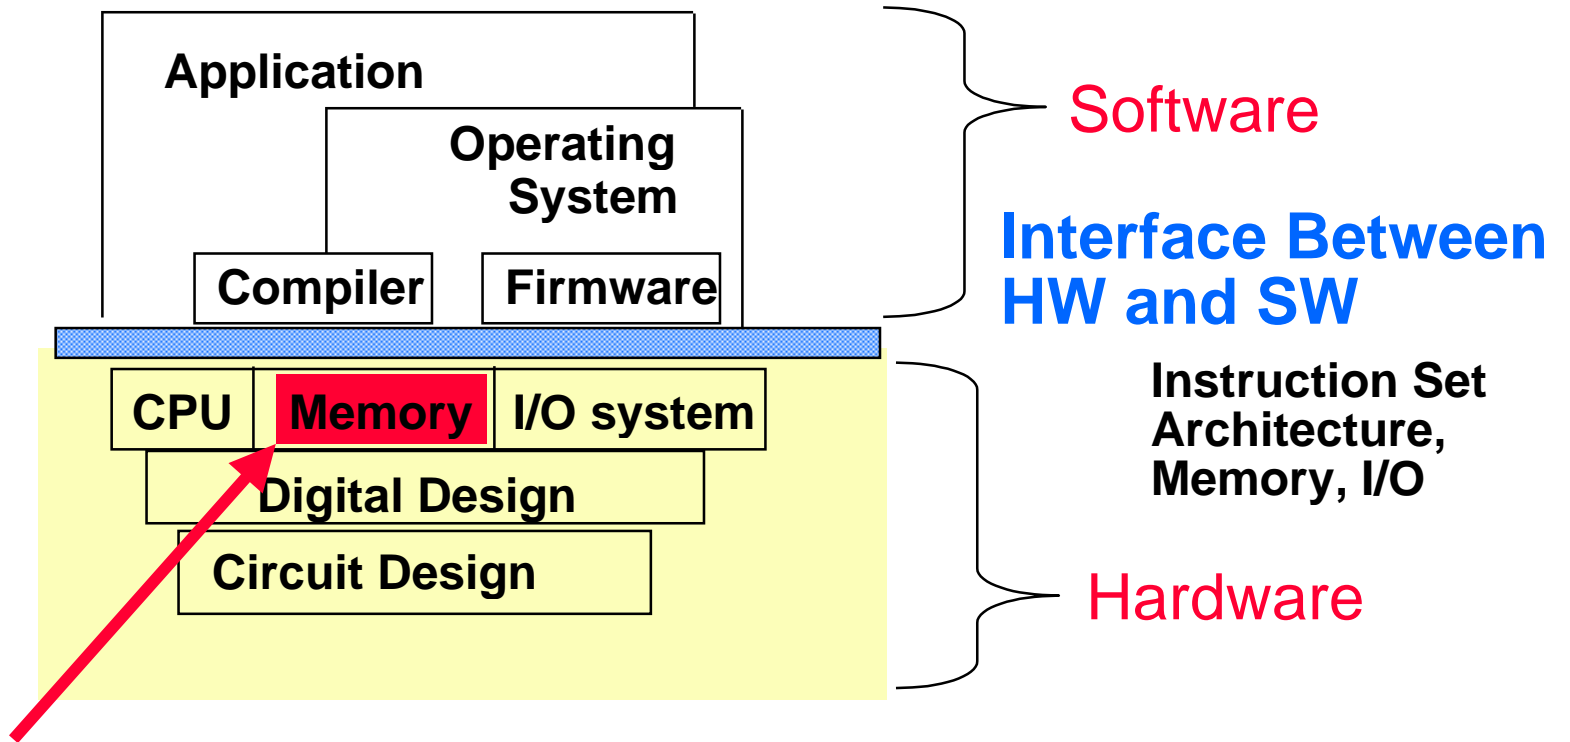 Application
Operating
System
Compiler
Firmware
Software
Interface Between
HW and SW
CPU
Memory
I/O system
Digital Design
Circuit Design
Instruction Set
Architecture,
Memory, I/O
Hardware